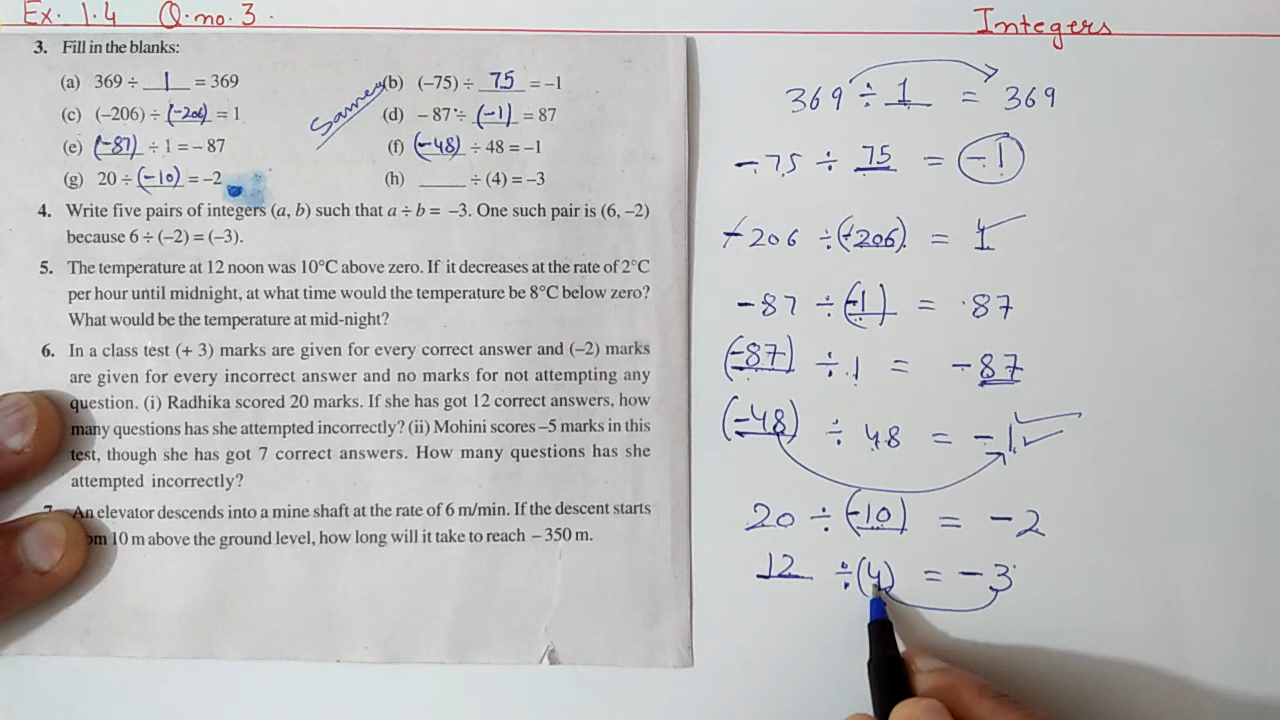 Ex. 1.4 Q.no. 3.
Integers
3. Fill in the blanks:
(a) 369 ÷ 1 = 369
(b) (–75) ÷ 75 = –1
(c) (–206) ÷ (-206) = 1
(d) – 87 ÷ (-1) = 87
(e) (-87) ÷ 1 = – 87
(f) (-48) ÷ 48 = –1
(g) 20 ÷ (-10) = –2
(h) ______ ÷ (4) = –3
Same
4. Write five pairs of integers (a, b) such that a ÷ b = –3. One such pair is (6, –2)
because 6 ÷ (–2) = (–3).
5. The temperature at 12 noon was 10°C above zero. If it decreases at the rate of 2°C
per hour until midnight, at what time would the temperature be 8°C below zero?
What would be the temperature at mid-night?
6. In a class test (+ 3) marks are given for every correct answer and (–2) marks
are given for every incorrect answer and no marks for not attempting any
question. (i) Radhika scored 20 marks. If she has got 12 correct answers, how
many questions has she attempted incorrectly? (ii) Mohini scores –5 marks in this
test, though she has got 7 correct answers. How many questions has she
attempted incorrectly?
An elevator descends into a mine shaft at the rate of 6 m/min. If the descent starts
10 m above the ground level, how long will it take to reach – 350 m.
369 ÷ 1 = 369
-75 ÷ 75 = -1
-206 ÷ (-206) = 1
-87 ÷ (-1) = 87
(-87) ÷ 1 = -87
(-48) ÷ 48 = -1
20 ÷ (-10) = -2
12 ÷ (4) = -3